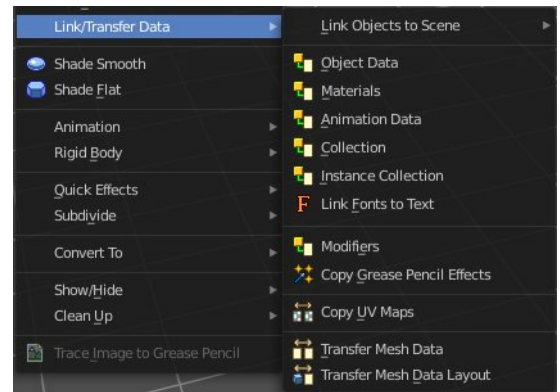 Link/Transfer Data
Shade Smooth
Shade Flat
Animation
Rigid Body
Quick Effects
Subdivide
Convert To
Show/Hide
Clean Up
Trace Image to Grease Pencil
Link Objects to Scene
Object Data
Materials
Animation Data
Collection
Instance Collection
Link Fonts to Text
Modifiers
Copy Grease Pencil Effects
Copy UV Maps
Transfer Mesh Data
Transfer Mesh Data Layout